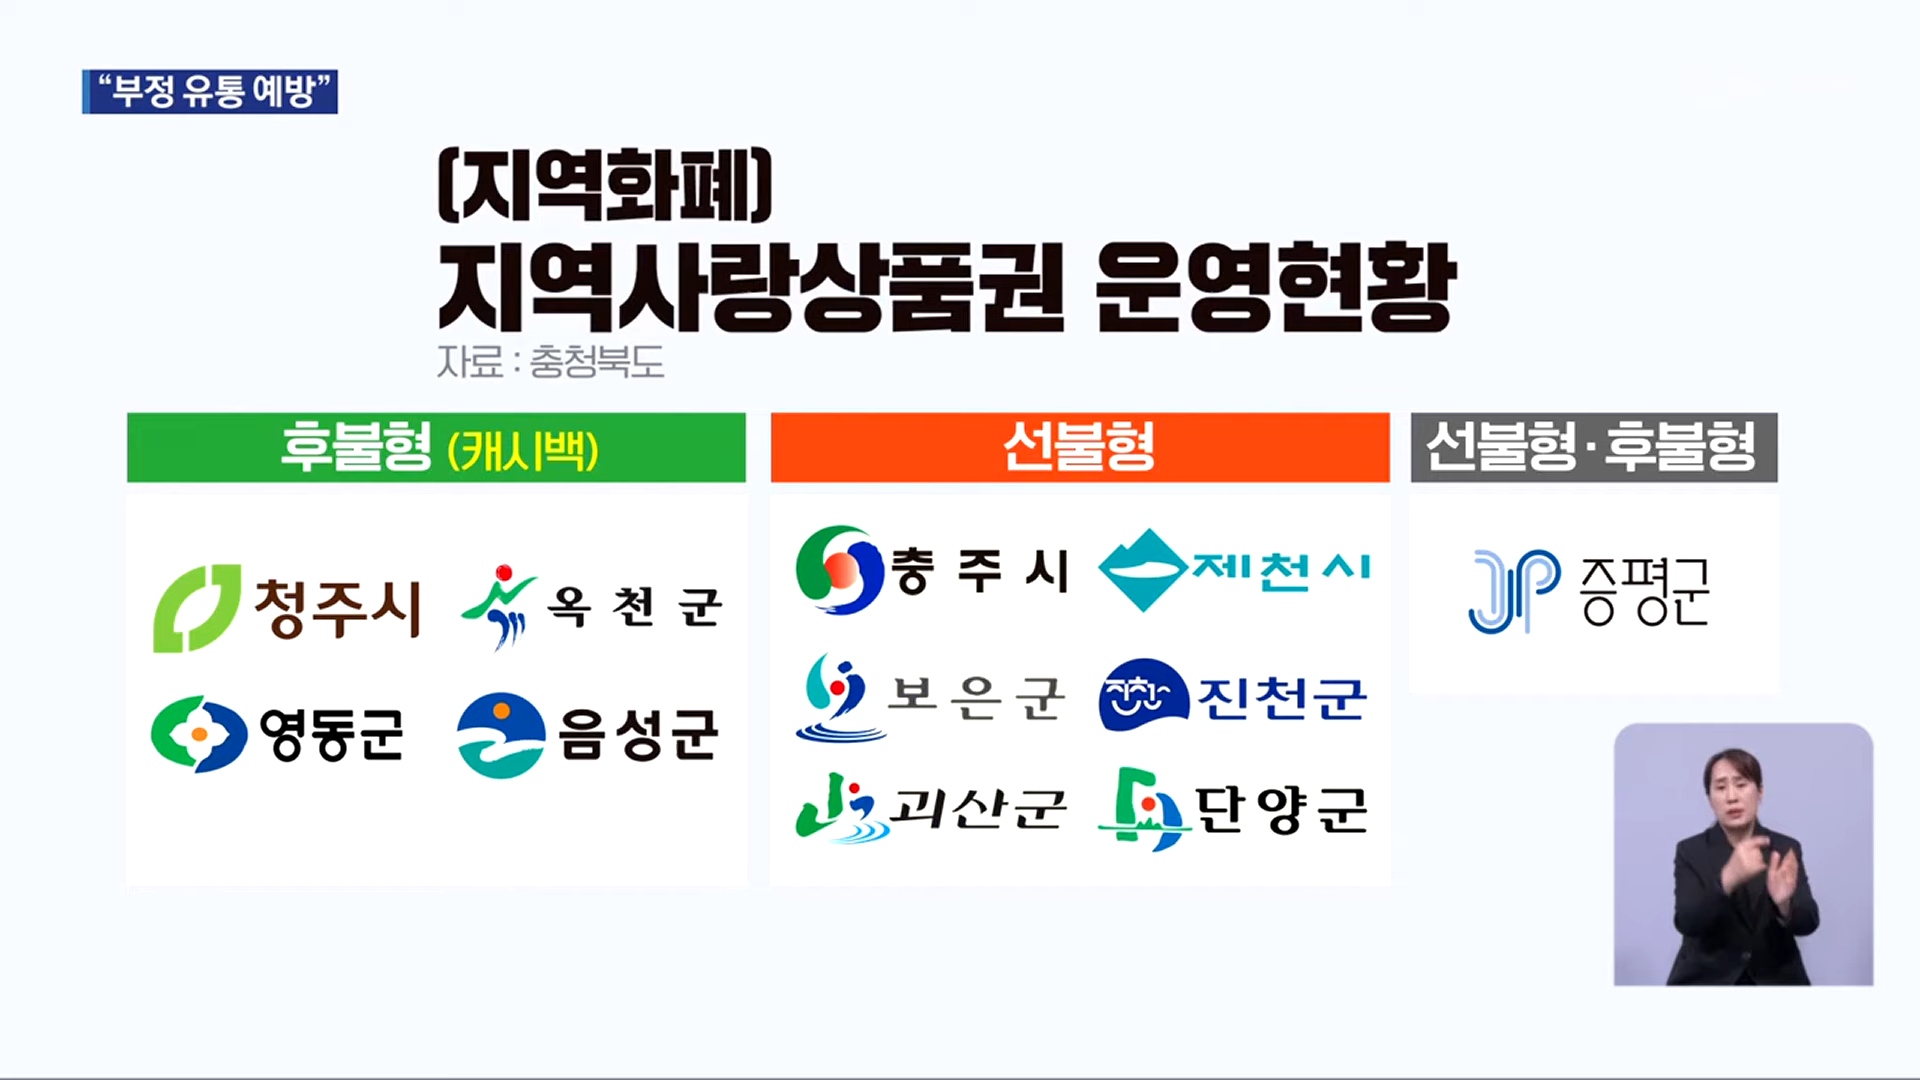 “부정 유통 예방”
(지역화폐)
지역사랑상품권 운영현황
자료 : 충청북도
후불형 (캐시백)
청주시 옥천군
영동군 음성군
선불형
충주시 제천시
보은군 진천 진천군
괴산군 단양군
선불형·후불형
JP 증평군